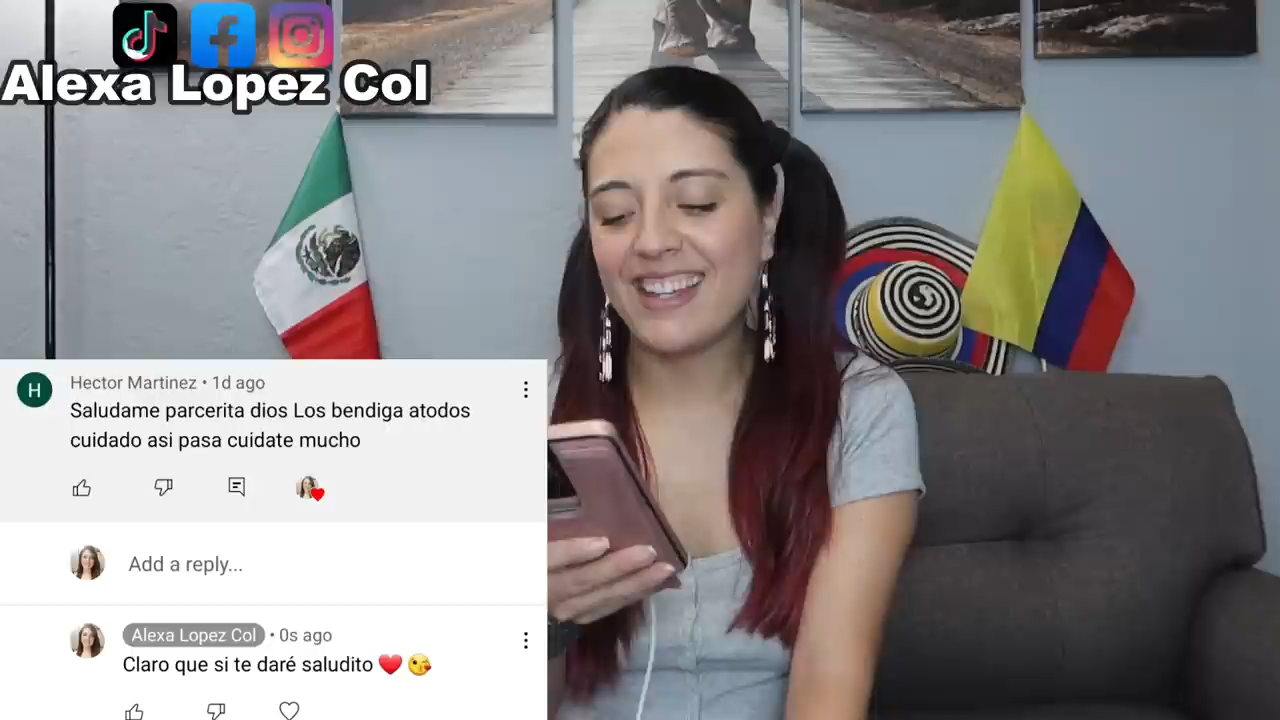 Alexa Lopez Col
H
Hector Martinez • 1d ago
Saludame parcerita dios Los bendiga atodos
cuidado asi pasa cuidate mucho
Add a reply...
Alexa Lopez Col • 0s ago
Claro que si te daré saludito ❤️ 😘